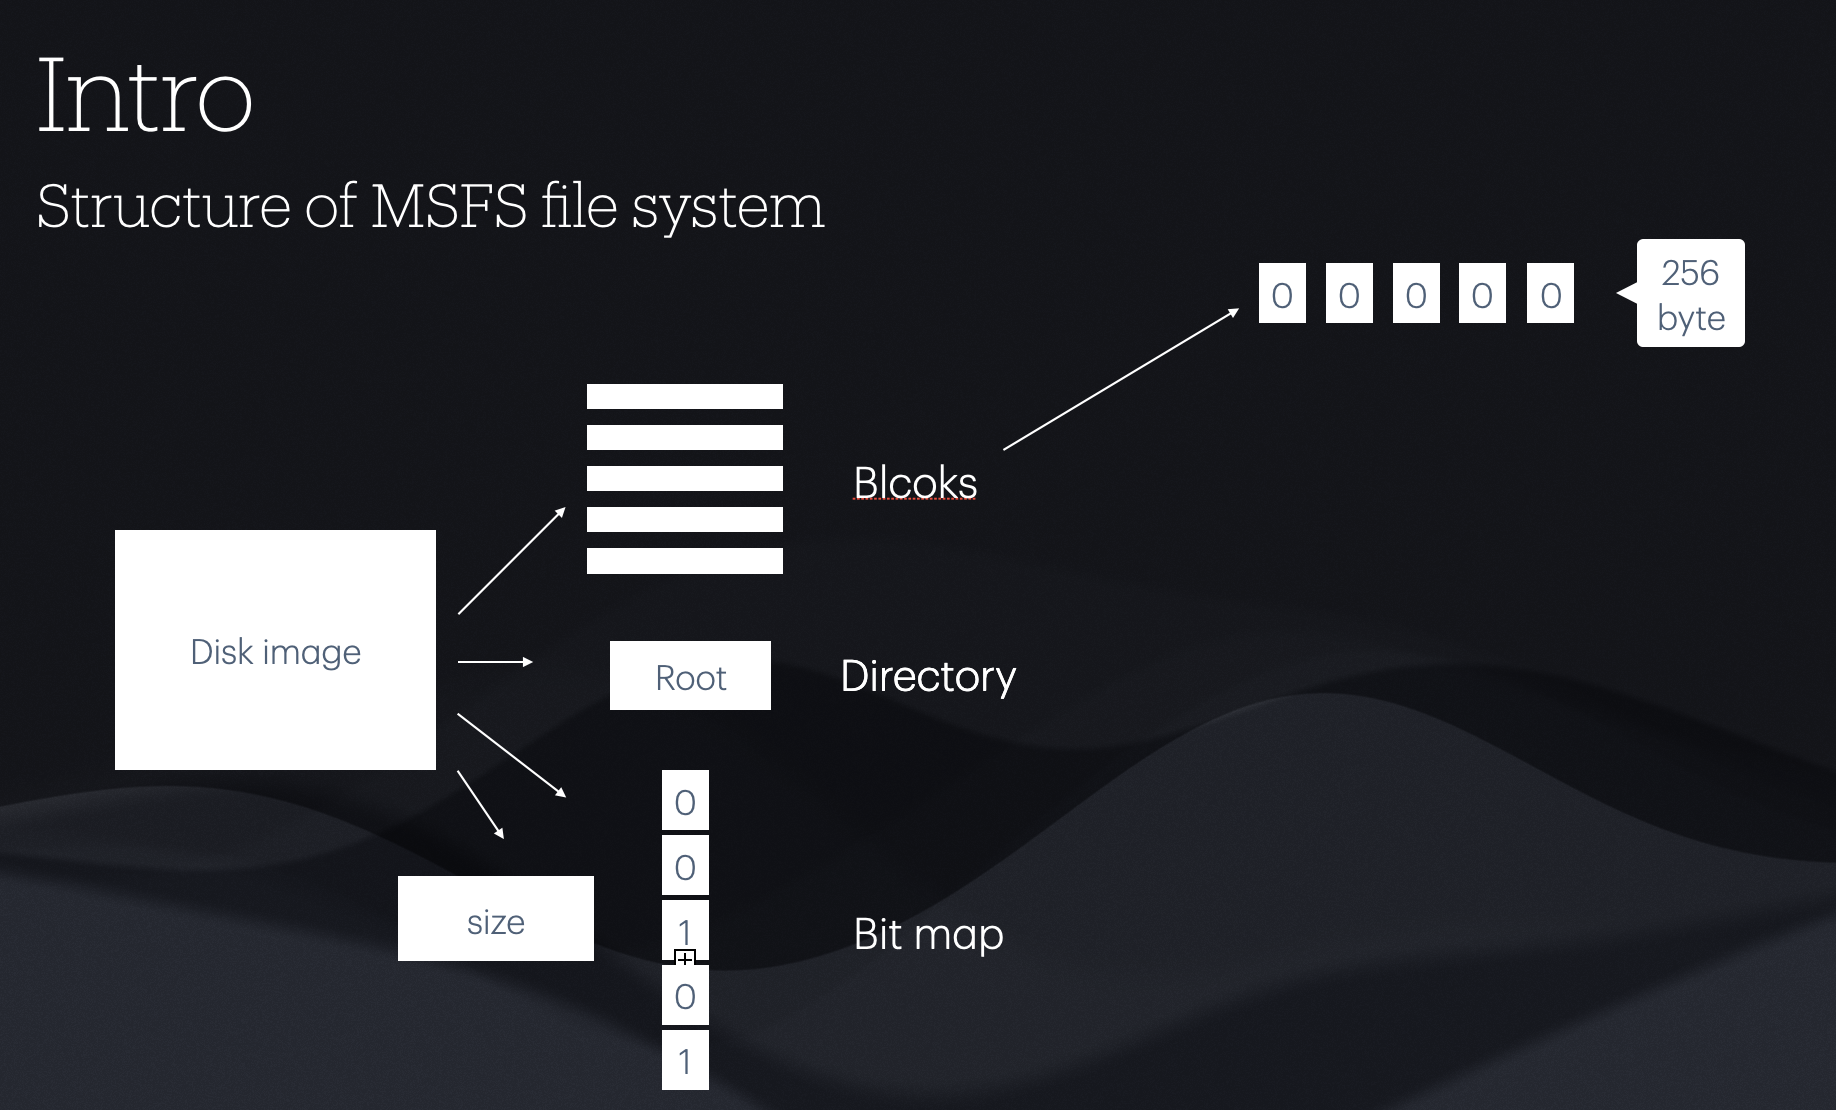 Intro
Structure of MSFS file system
0 0 0 0 0
256
byte
Blcoks
Disk image
Root
Directory
0
0
1
0
1
size
Bit map